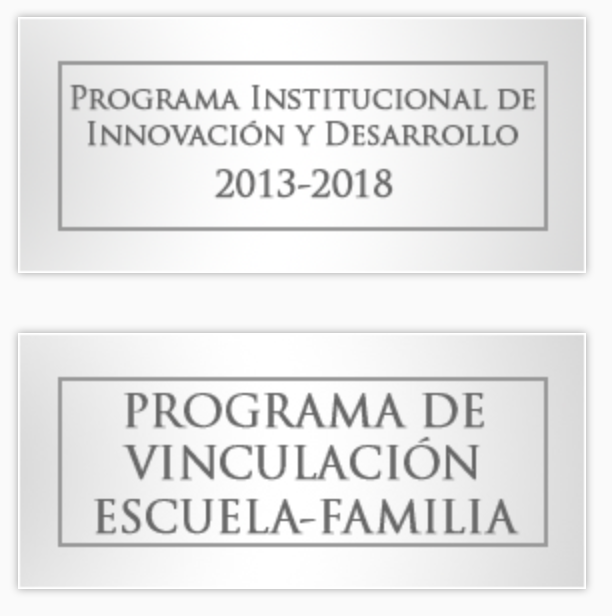 Programa Institucional de
Innovación y Desarrollo
2013-2018
PROGRAMA DE
VINCULACIÓN
ESCUELA-FAMILIA